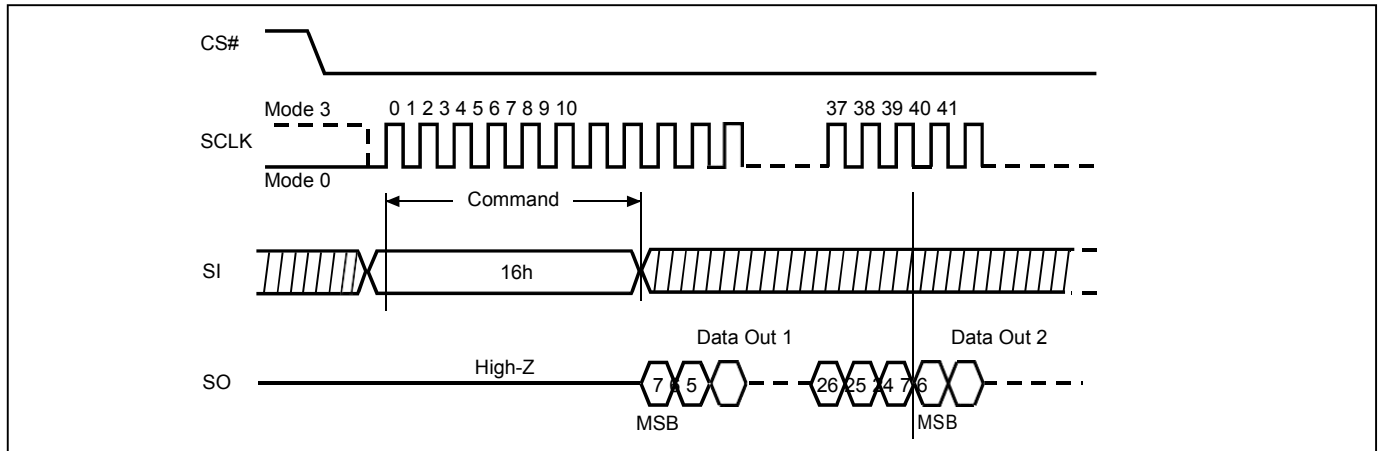 CS#
Mode 3
0 1 2 3 4 5 6 7 8 9 10
37 38 39 40 41
SCLK
Mode 0
Command
SI
16h
Data Out 1
Data Out 2
High-Z
SO
7 6 5
26 25 24 7 6
MSB
MSB